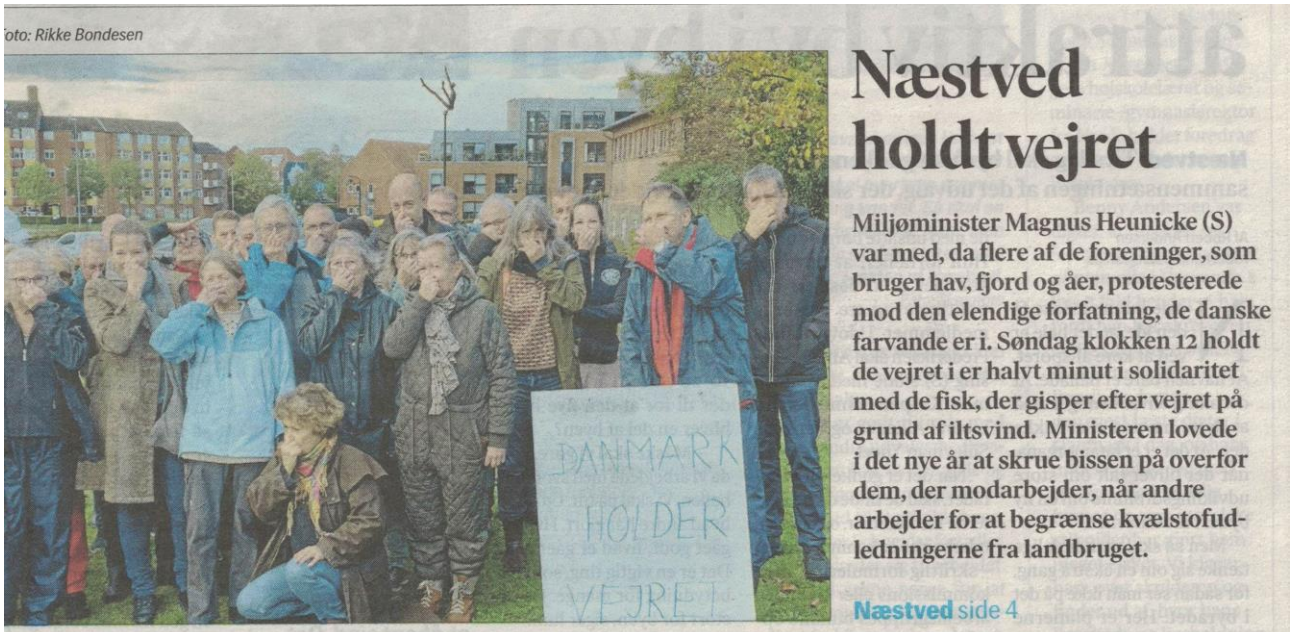 Foto: Rikke Bondesen
DANMARK
HOLDER
VEJRET
Næstved
holdt vejret
Miljøminister Magnus Heunicke (S)
var med, da flere af de foreninger, som
bruger hav, fjord og åer, protesterede
mod den elendige forfatning, de danske
farvande er i. Søndag klokken 12 holdt
de vejret i er halvt minut i solidaritet
med de fisk, der gisper efter vejret på
grund af iltsvind. Ministeren lovede
i det nye år at skrue bissen på overfor
dem, der modarbejder, når andre
arbejder for at begrænse kvælstofud-
ledningerne fra landbruget.
Næstved side 4